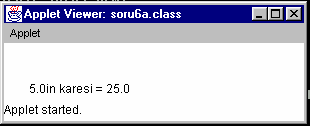 Applet Viewer: soru6a.class
Applet
5.0in karesi = 25.0
Applet started.